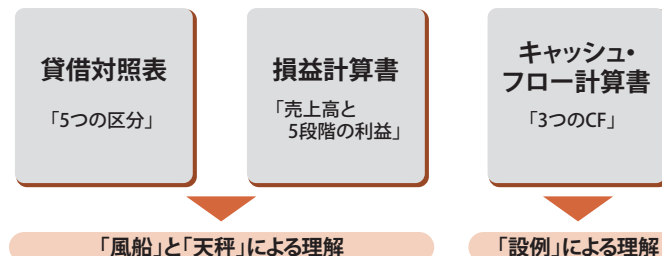 貸借対照表
「5つの区分」
損益計算書
「売上高と
5段階の利益」
キャッシュ・
フロー計算書
「3つのCF」
「風船」と「天秤」による理解
「設例」による理解